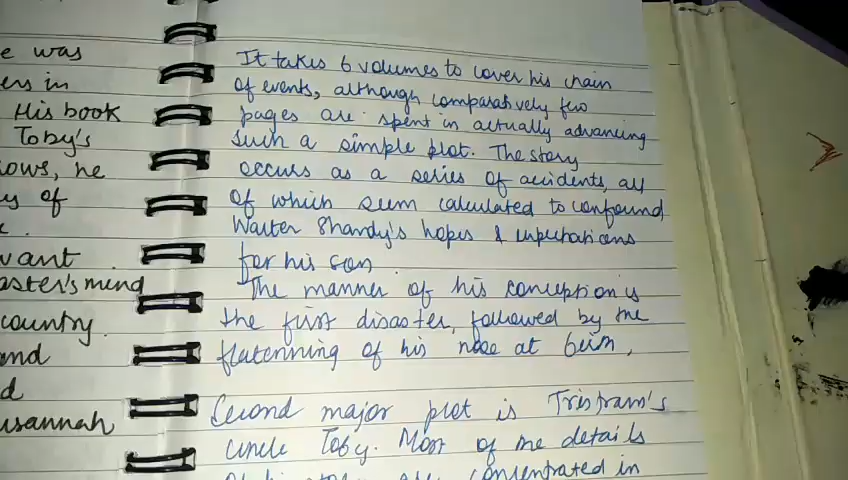 e was
ers in
His book
Toby's
ows, he
y of
vant
aster's mind
country.
and
d
usannah
It takes 6 volumes to cover his chain
of events, although comparatively few
pages are spent in actually advancing
such a simple plot. The story
occurs as a series of accidents, all
of which seem calculated to confound
Walter Shandy's hopes & expectations
for his son.
The manner of his conception is
the first disaster, followed by the
flatenning of his nose at birth,
Second major plot is Tristram's
uncle Toby. Most of the details
concentrated in